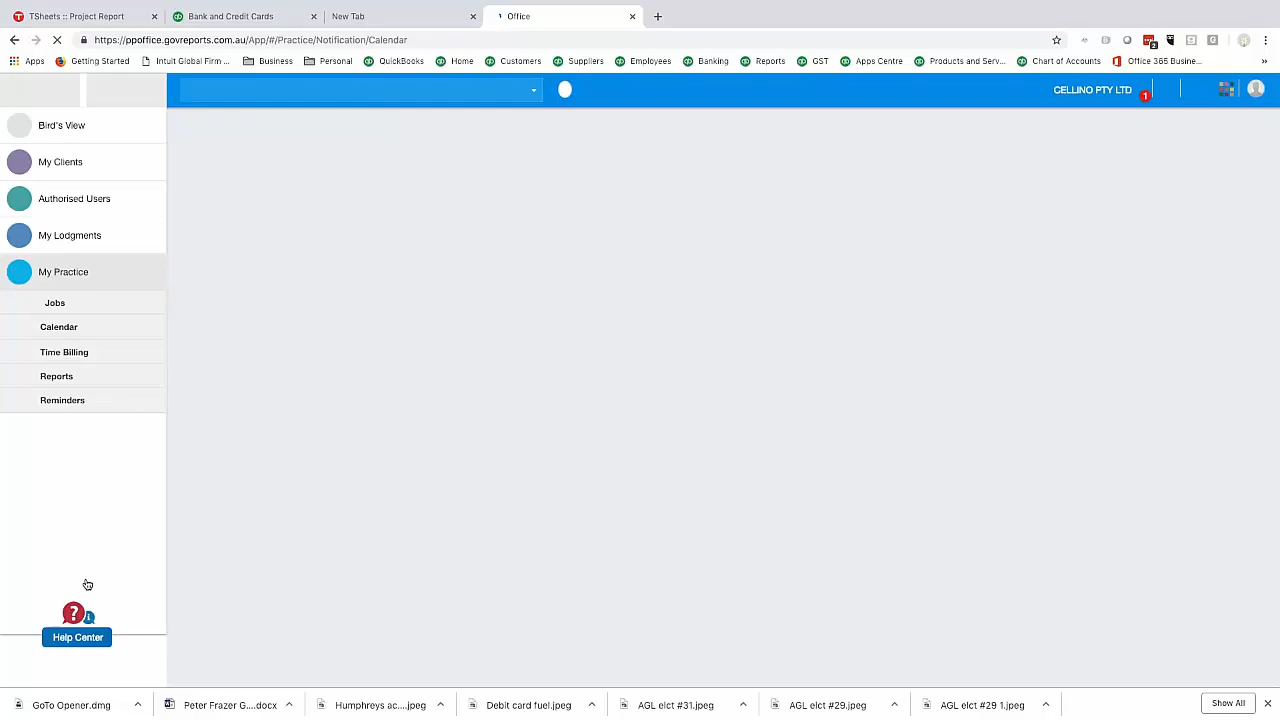 TSheets :: Project Report
Bank and Credit Cards
New Tab
Office
https://ppoffice.govreports.com.au/App/#/Practice/Notification/Calendar
2
Apps
Getting Started
Intuit Global Firm ...
Business
Personal
QuickBooks
Home
Customers
Suppliers
Employees
Banking
Reports
GST
Apps Centre
Products and Serv...
Chart of Accounts
Office 365 Busine...
»
CELLINO PTY LTD
1
Bird's View
My Clients
Authorised Users
My Lodgments
My Practice
Jobs
Calendar
Time Billing
Reports
Reminders
?
i
Help Center
GoTo Opener.dmg
Peter Frazer G....docx
Humphreys ac....jpeg
Debit card fuel.jpeg
AGL elct #31.jpeg
AGL elct #29.jpeg
AGL elct #29 1.jpeg
Show All